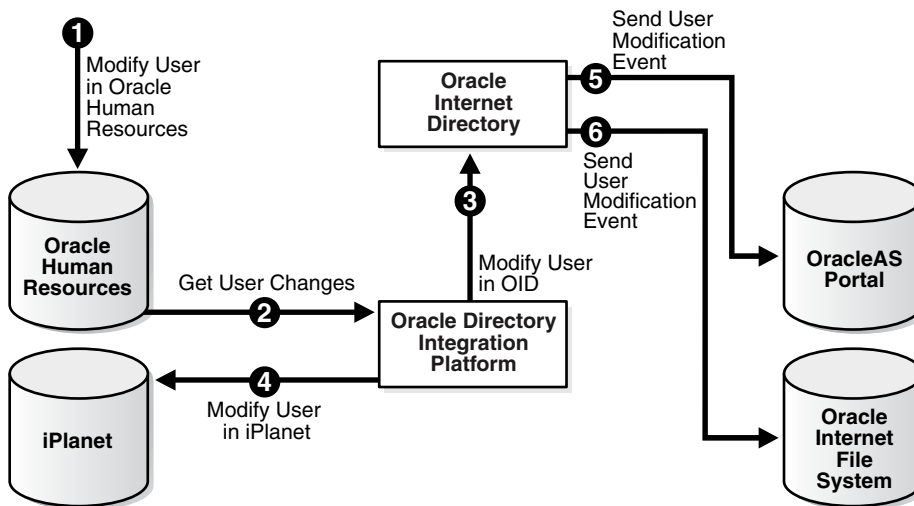 1
Modify User
in Oracle
Human
Resources
Oracle
Human
Resources
Get User Changes
2
iPlanet
4
Modify User
in iPlanet
Oracle Directory
Integration
Platform
3
Modify User
in OID
Oracle
Internet
Directory
Send User
Modification
Event
5
6
Send
User
Modification
Event
OracleAS
Portal
Oracle
Internet
File
System